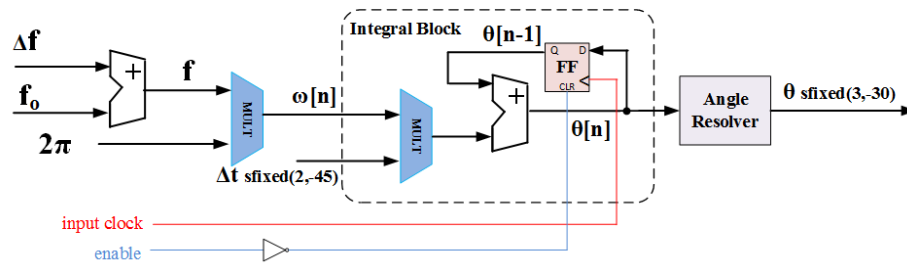 Integral Block
Δf
+
f
fₒ
2π
MULT
ω[n]
Δt sfixed(2,-45)
MULT
θ[n-1]
+
Q D
FF
CLR
θ[n]
Angle
Resolver
θ sfixed(3,-30)
input clock
enable